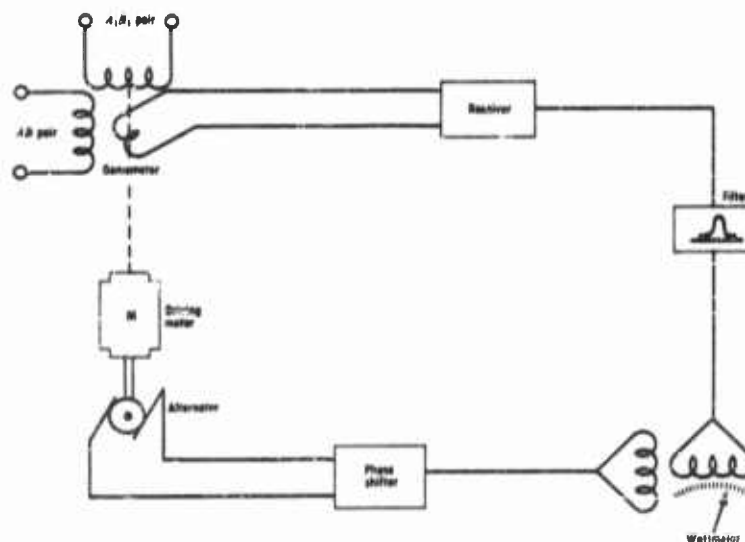 A₁B₁ pair
AB pair
Goniometer
Receiver
Filter
M
Driving
motor
Alternator
Phase
shifter
Wattmeter